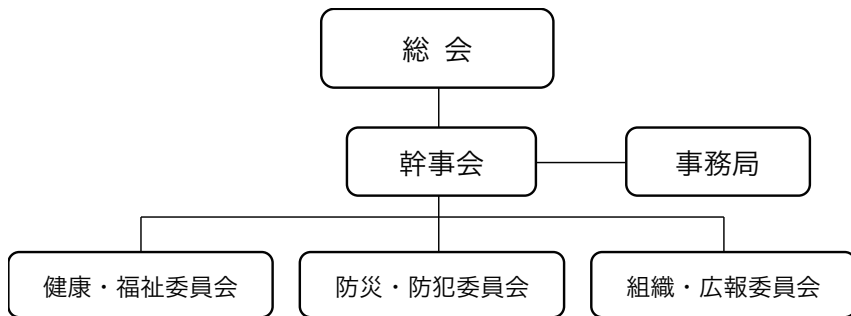 総 会
幹事会
事務局
健康・福祉委員会
防災・防犯委員会
組織・広報委員会